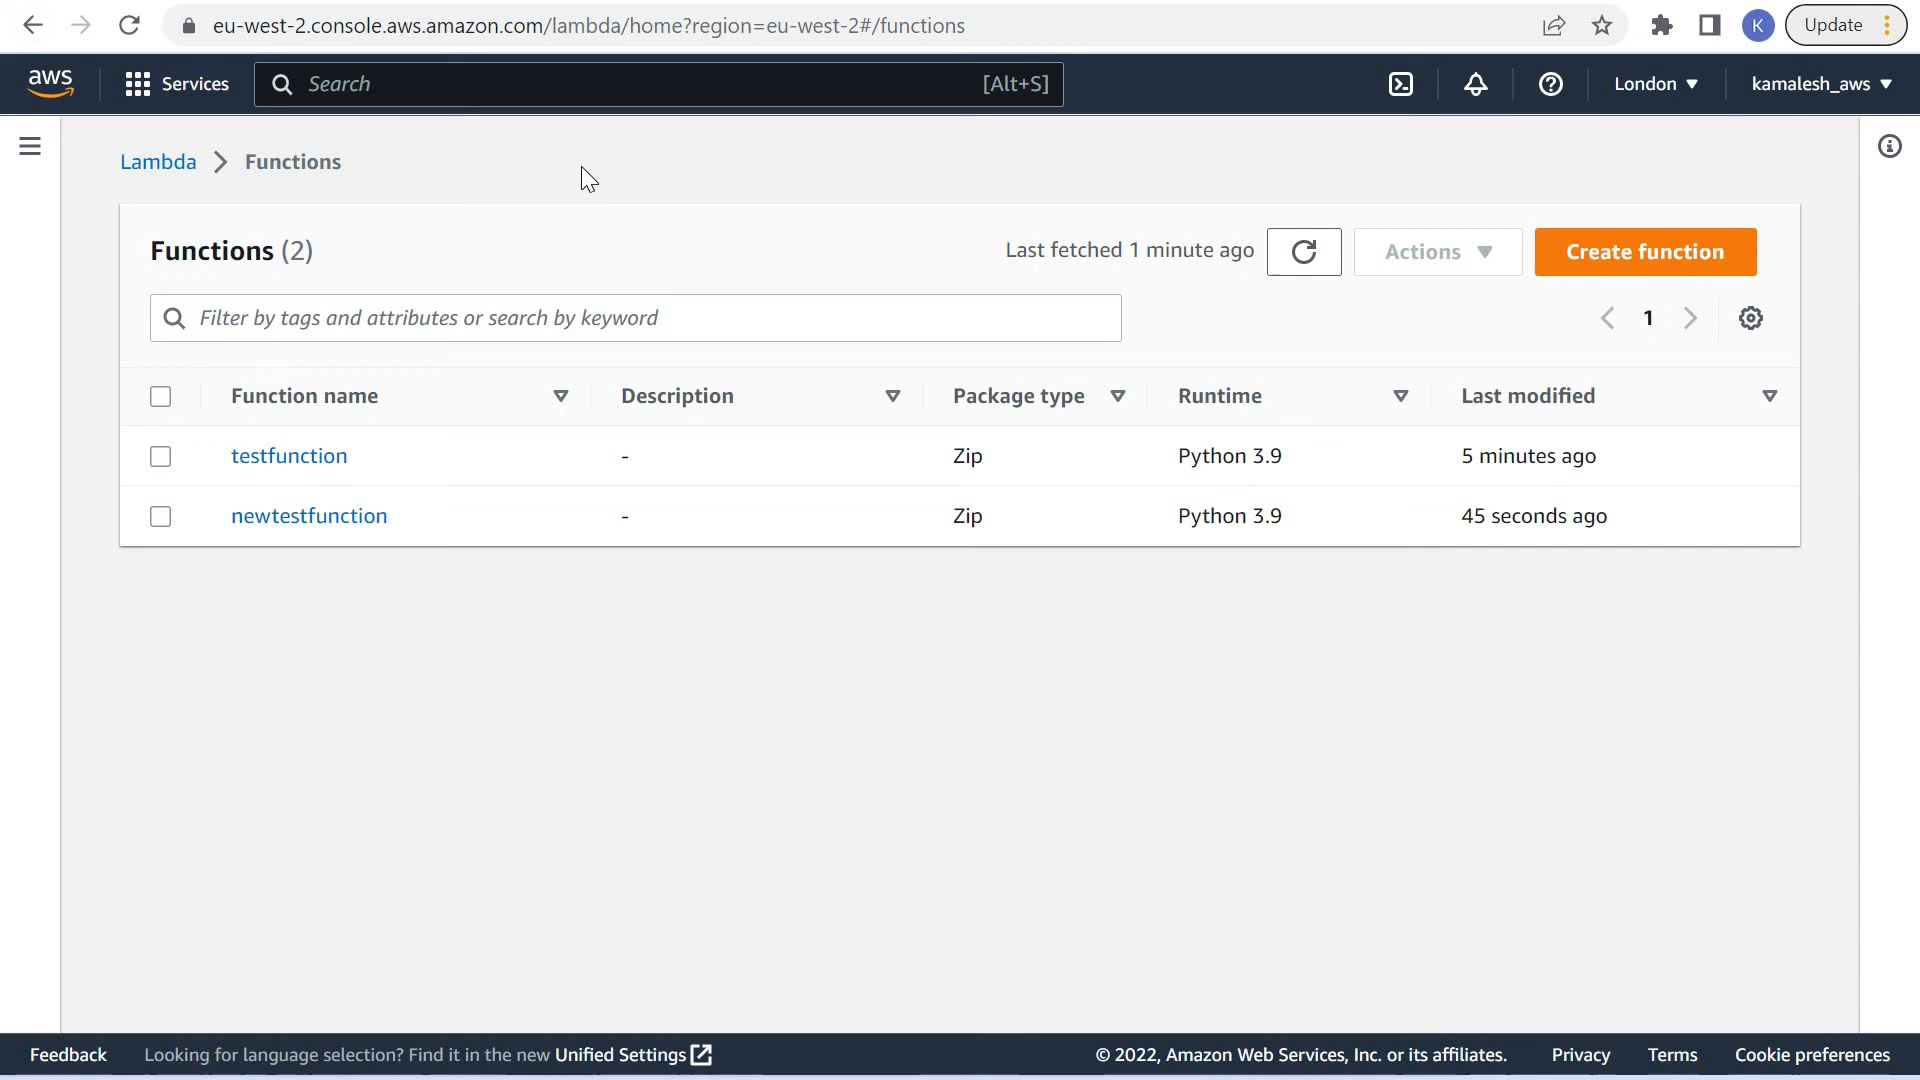 eu-west-2.console.aws.amazon.com/lambda/home?region=eu-west-2#/functions
K
Update
aws
Services
Search
[Alt+S]
London
kamalesh_aws
Lambda
Functions
Functions (2)
Last fetched 1 minute ago
Actions
Create function
Filter by tags and attributes or search by keyword
1
Function name
Description
Package type
Runtime
Last modified
testfunction
-
Zip
Python 3.9
5 minutes ago
newtestfunction
-
Zip
Python 3.9
45 seconds ago
Feedback
Looking for language selection? Find it in the new Unified Settings
© 2022, Amazon Web Services, Inc. or its affiliates.
Privacy
Terms
Cookie preferences